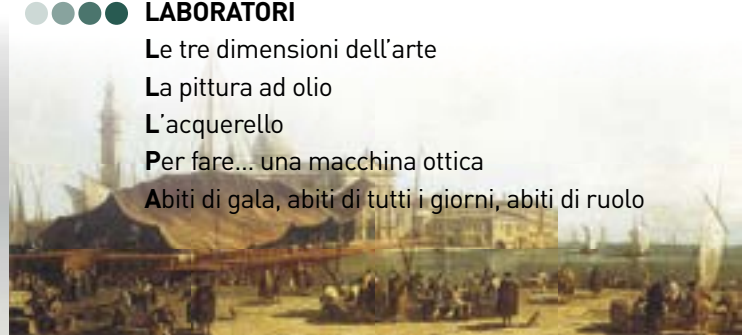 LABORATORI
Le tre dimensioni dell'arte
La pittura ad olio
L'acquerello
Per fare... una macchina ottica
Abiti di gala, abiti di tutti i giorni, abiti di ruolo